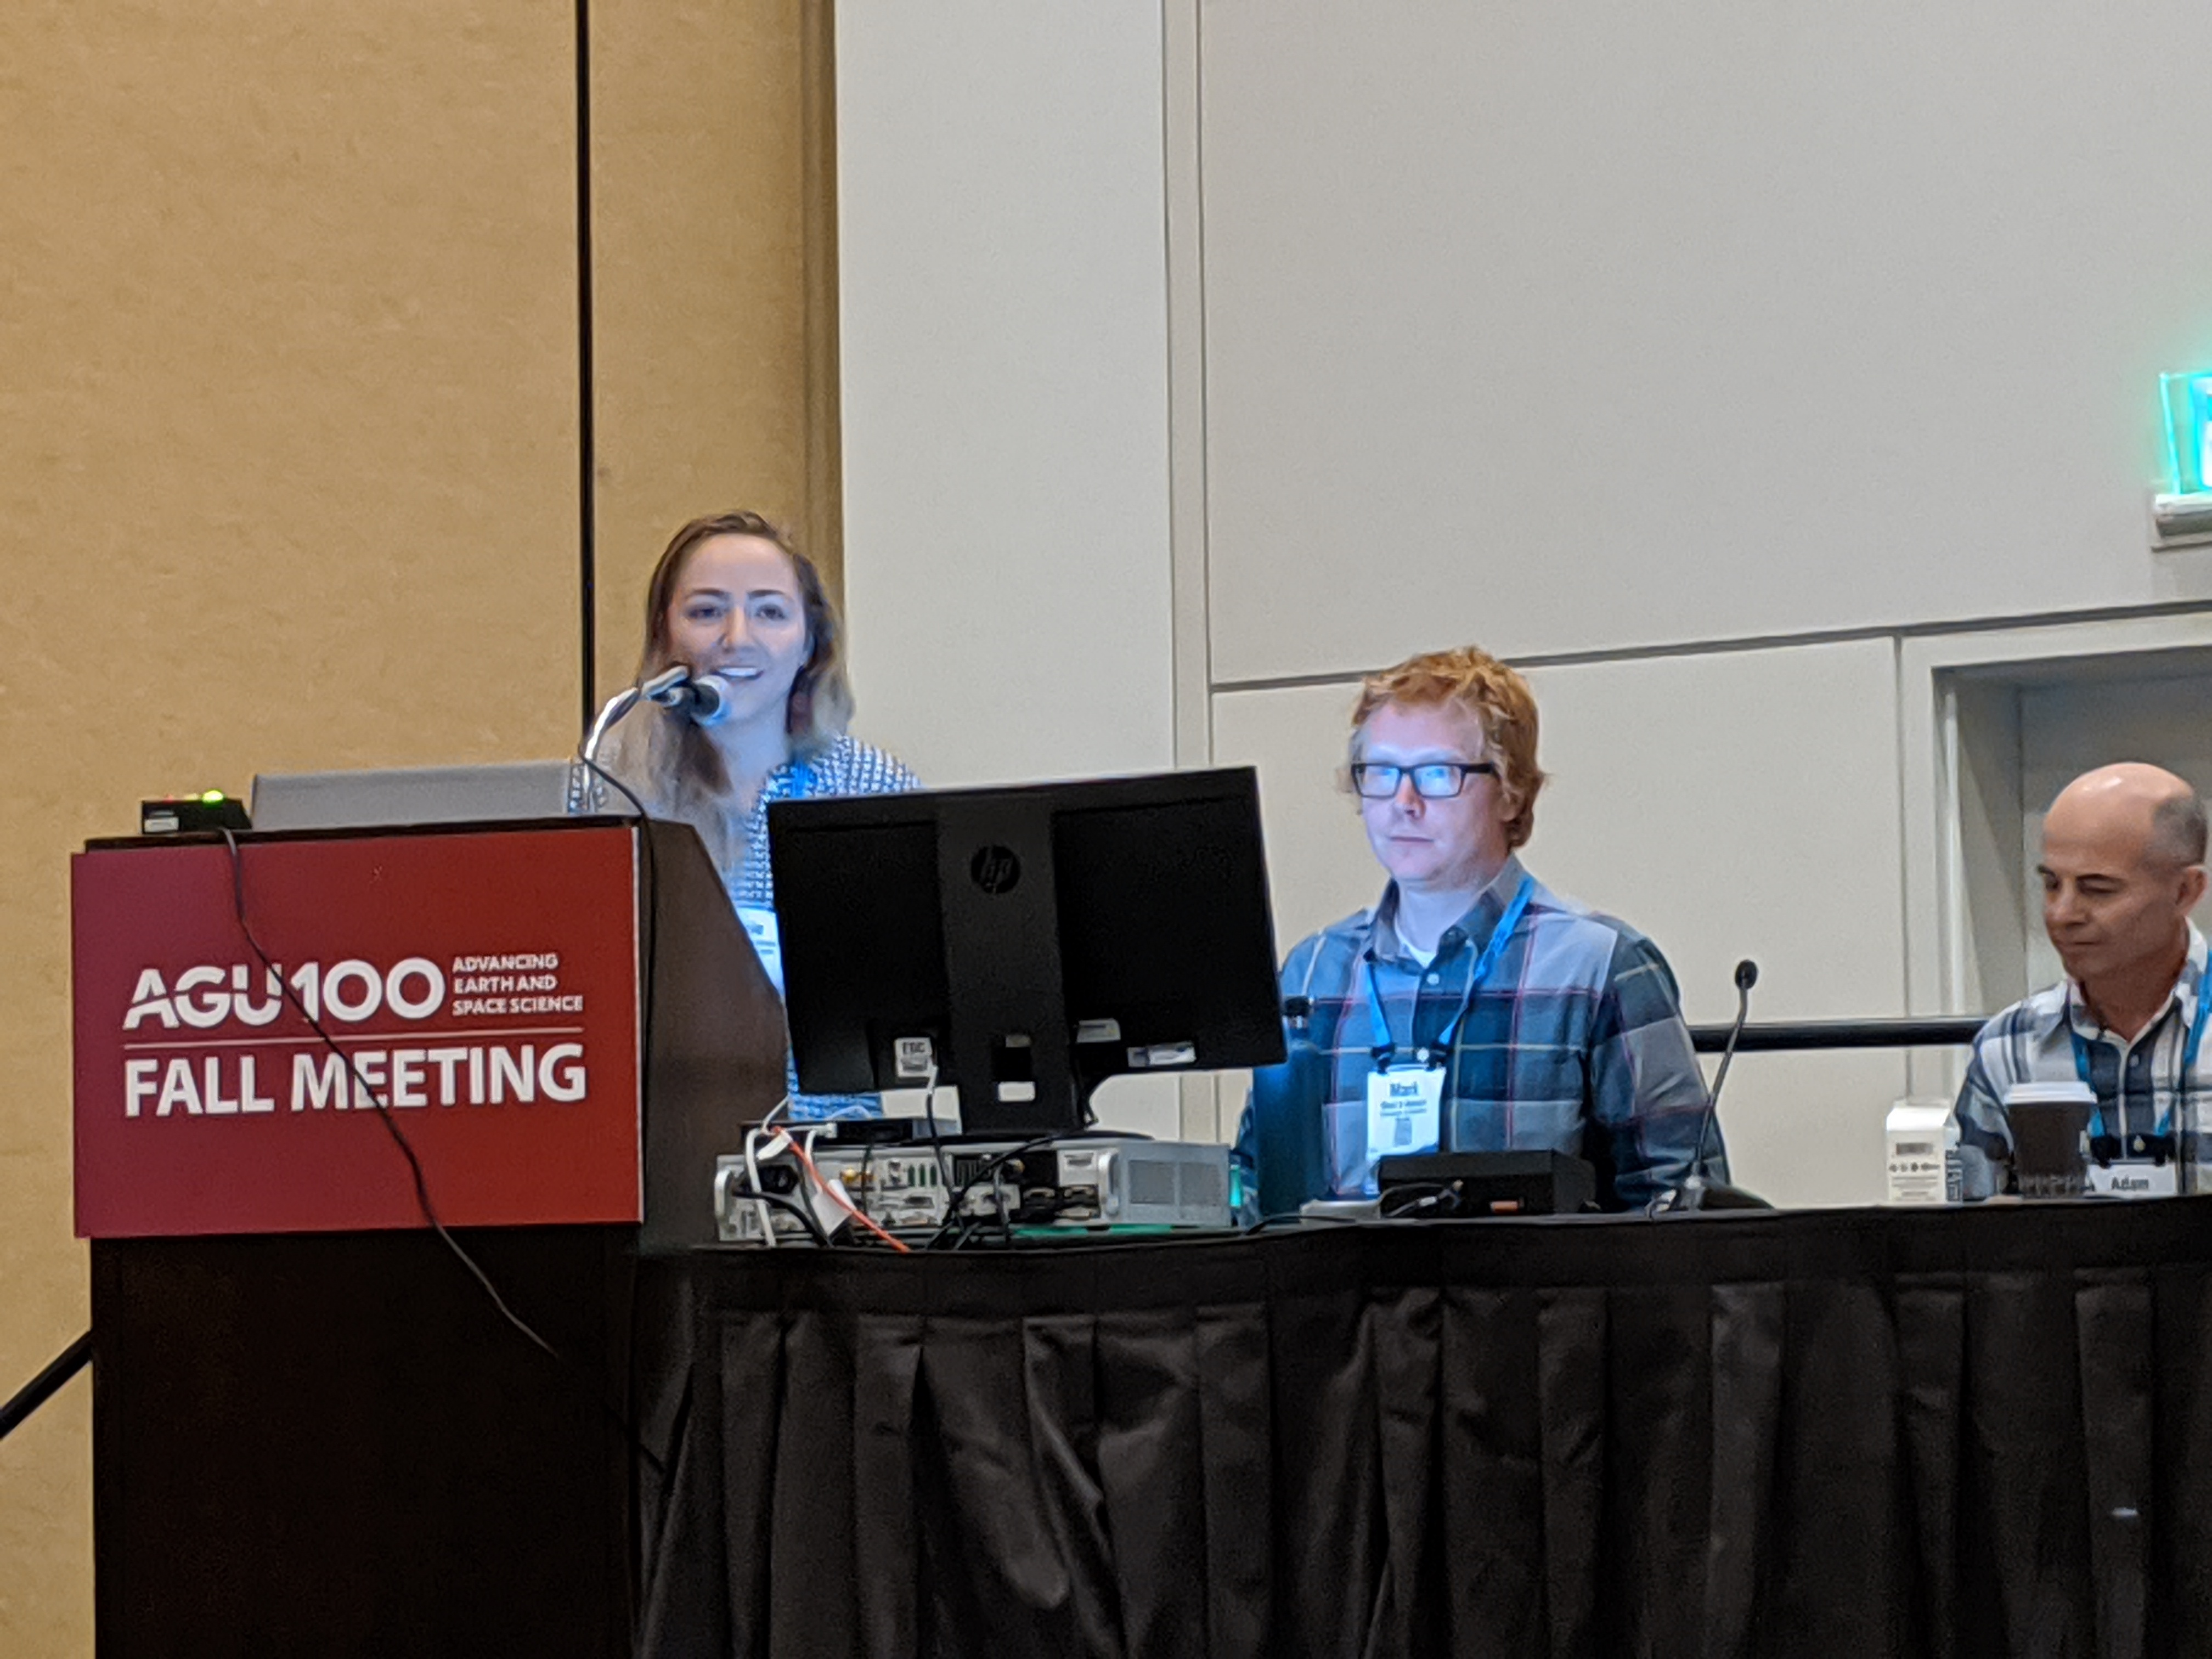 AGU100
ADVANCING
EARTH AND
SPACE SCIENCE
FALL MEETING
hp
Mark
Adam